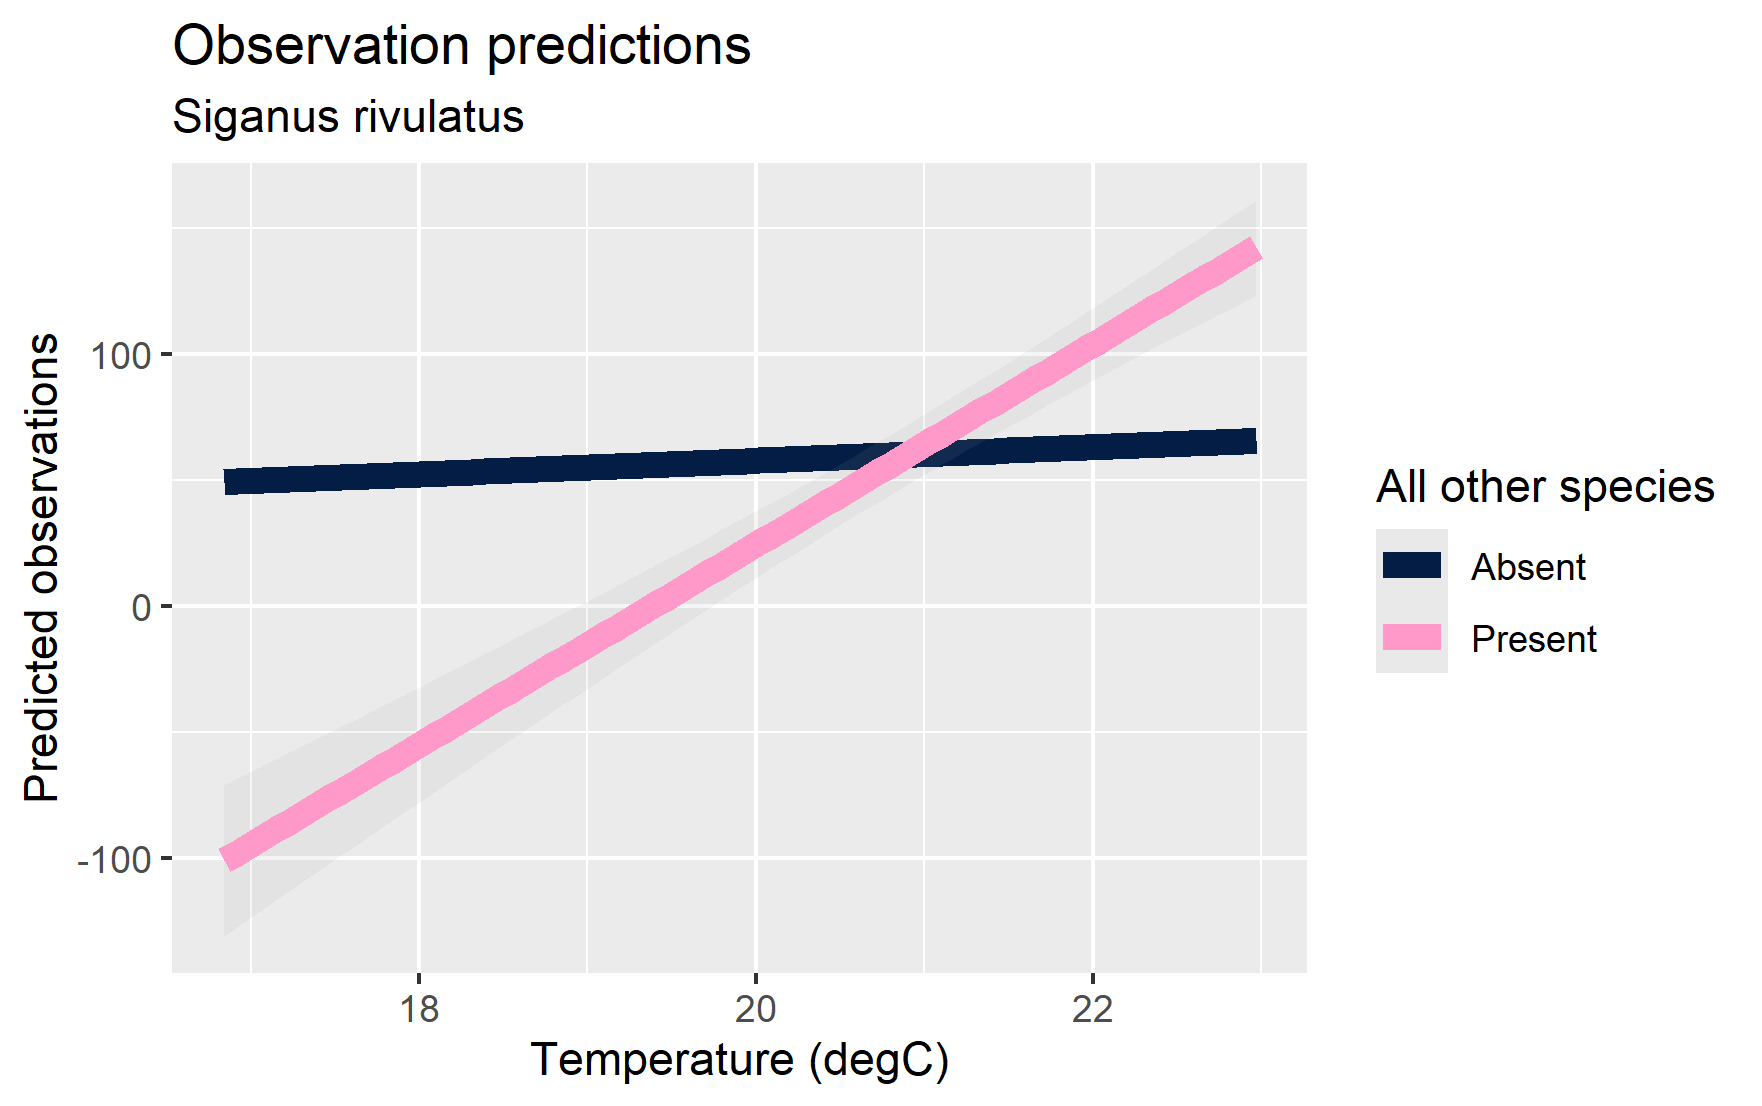 Observation predictions
Siganus rivulatus
Predicted observations
100
0
-100
18
20
22
Temperature (degC)
All other species
Absent
Present